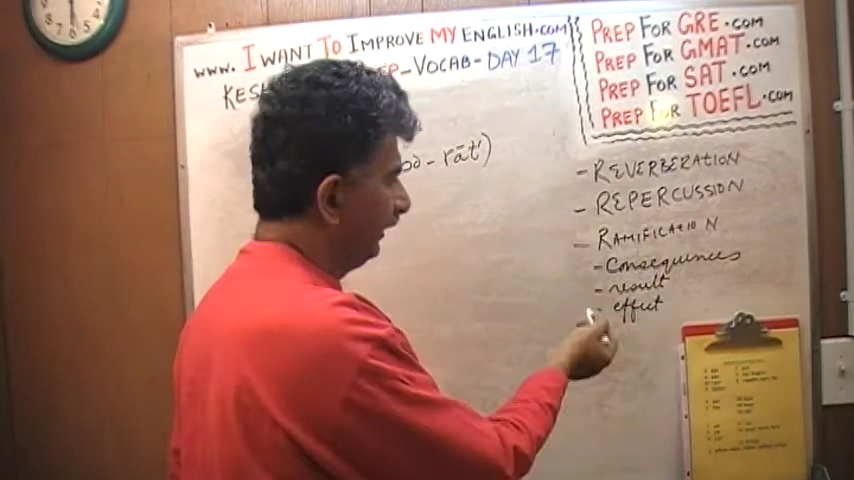 www. I WANT TO IMPROVE MY ENGLISH.COM
VOCAB - DAY 17
PREP FOR GRE.COM
PREP FOR GMAT.COM
PREP FOR SAT.COM
PREP FOR TOEFL.COM
- rāt')
- REVERBERATION
- REPERCUSSION
- RAMIFICATION
- Consequences
- result
- effect